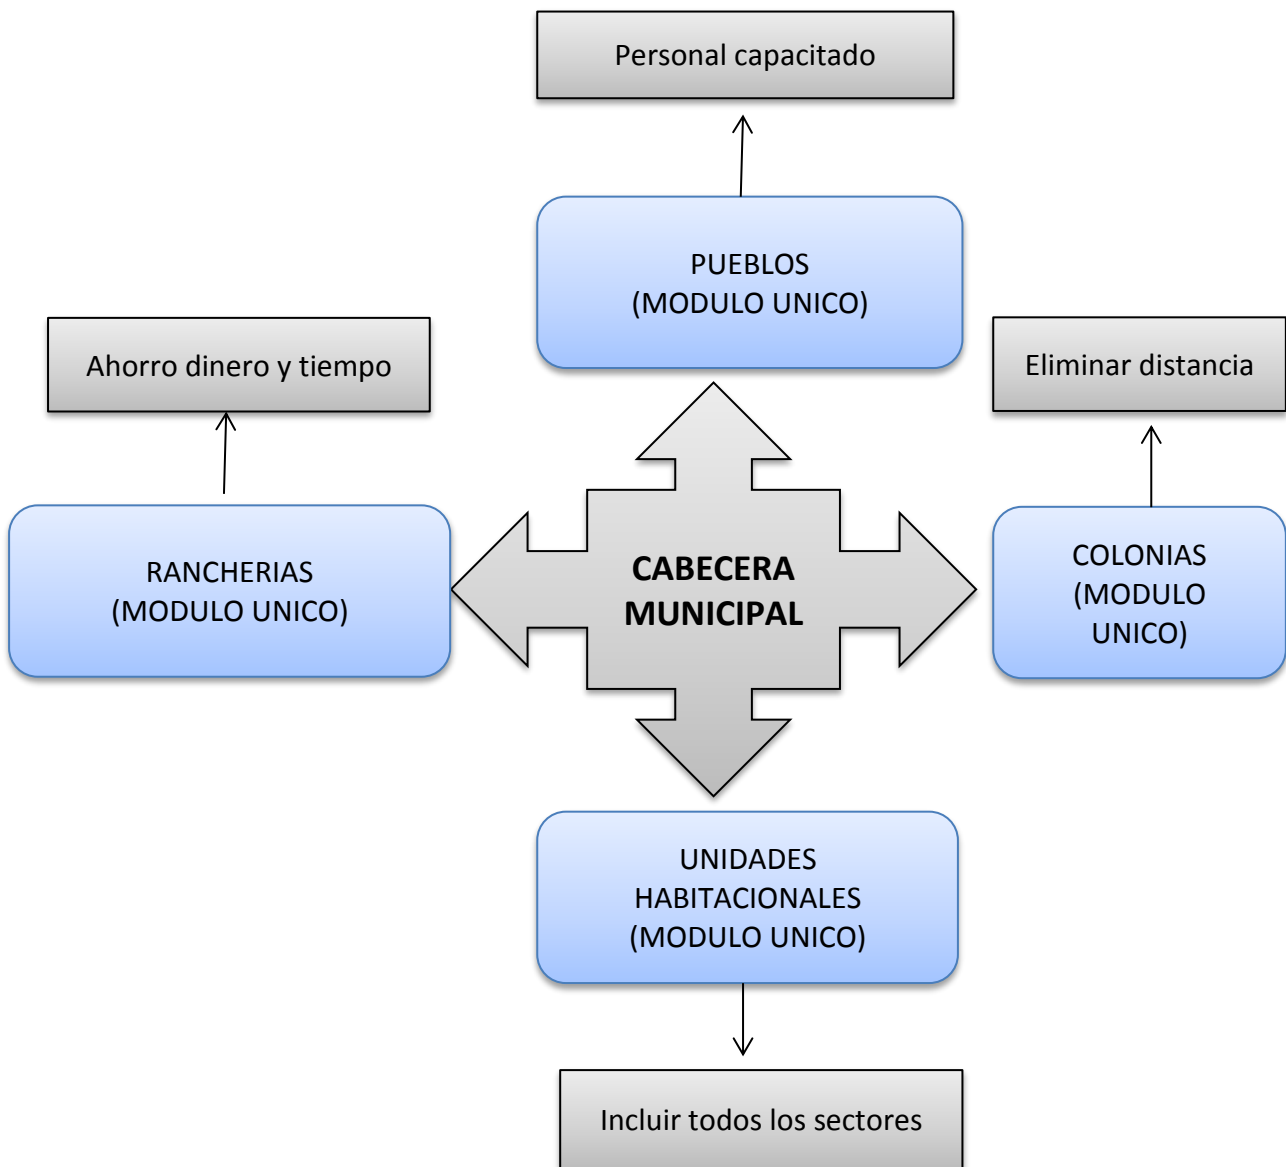 Personal capacitado
PUEBLOS
(MODULO UNICO)
Ahorro dinero y tiempo
Eliminar distancia
RANCHERIAS
(MODULO UNICO)
CABECERA
MUNICIPAL
COLONIAS
(MODULO
UNICO)
UNIDADES
HABITACIONALES
(MODULO UNICO)
Incluir todos los sectores